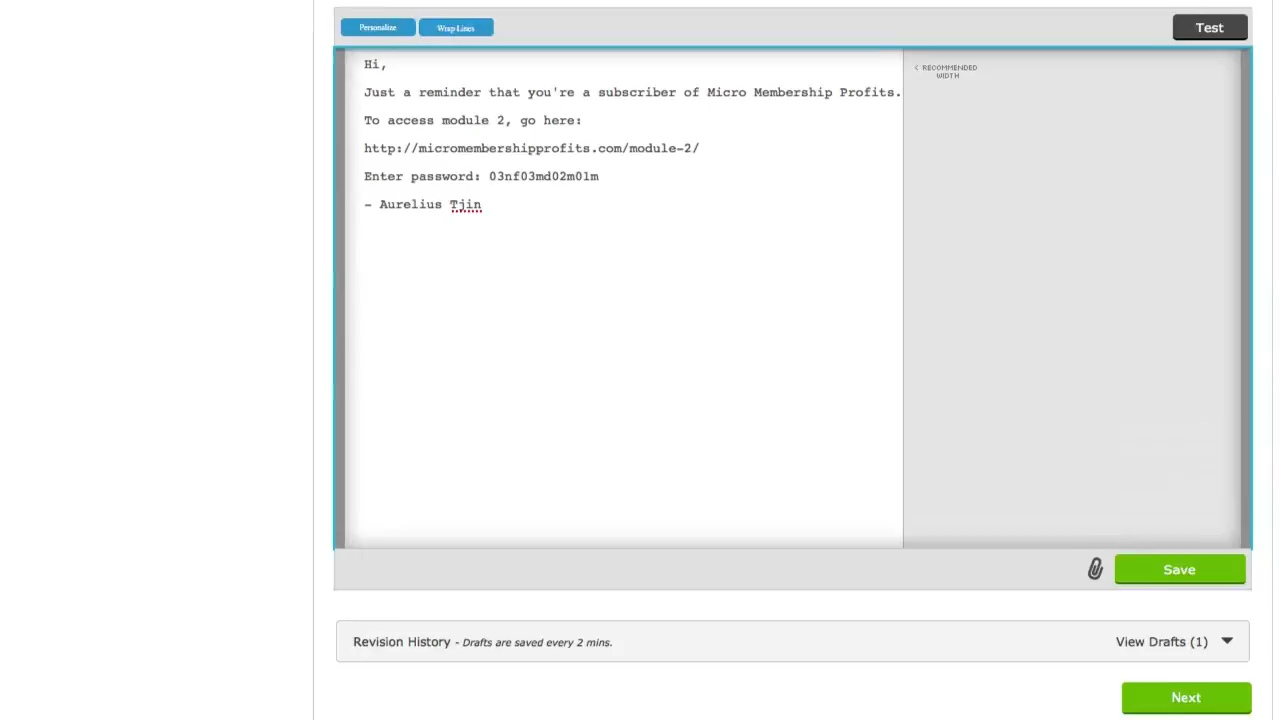 Personalize Wrap Lines Test
Hi,
< RECOMMENDED
WIDTH
Just a reminder that you're a subscriber of Micro Membership Profits.
To access module 2, go here:
http://micromembershipprofits.com/module-2/
Enter password: 03nf03md02m01m
- Aurelius Tjin
Save
Revision History - Drafts are saved every 2 mins. View Drafts (1)
Next